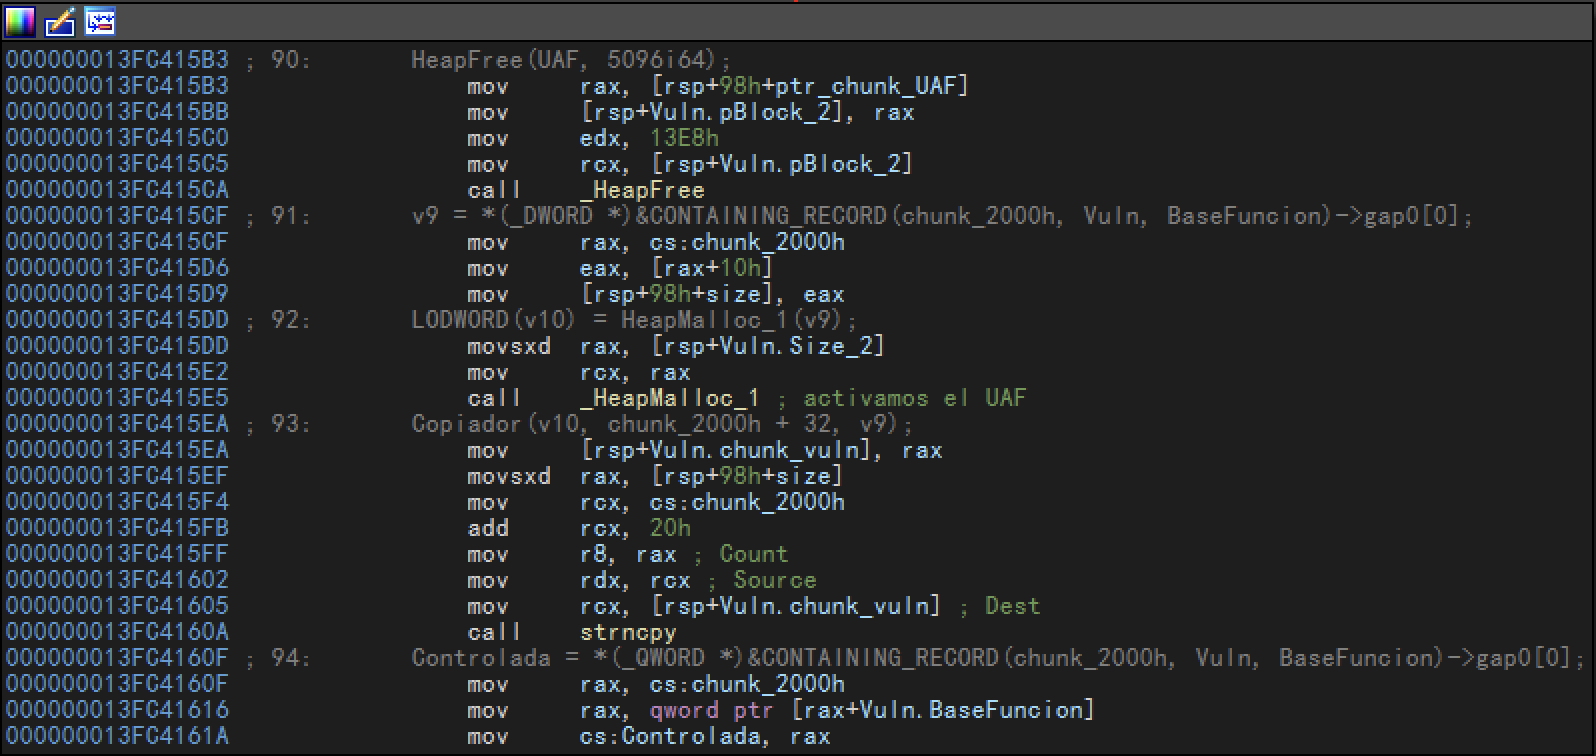 000000013FC415B3 ; 90: HeapFree(UAF, 5096i64);
000000013FC415B3 mov rax, [rsp+98h+ptr_chunk_UAF]
000000013FC415BB mov [rsp+Vuln.pBlock_2], rax
000000013FC415C0 mov edx, 13E8h
000000013FC415C5 mov rcx, [rsp+Vuln.pBlock_2]
000000013FC415CA call _HeapFree
000000013FC415CF ; 91: v9 = *(_DWORD *)&CONTAINING_RECORD(chunk_2000h, Vuln, BaseFuncion)->gap0[0];
000000013FC415CF mov rax, cs:chunk_2000h
000000013FC415D6 mov eax, [rax+10h]
000000013FC415D9 mov [rsp+98h+size], eax
000000013FC415DD ; 92: LODWORD(v10) = HeapMalloc_1(v9);
000000013FC415DD movsxd rax, [rsp+Vuln.Size_2]
000000013FC415E2 mov rcx, rax
000000013FC415E5 call _HeapMalloc_1 ; activamos el UAF
000000013FC415EA ; 93: Copiador(v10, chunk_2000h + 32, v9);
000000013FC415EA mov [rsp+Vuln.chunk_vuln], rax
000000013FC415EF movsxd rax, [rsp+98h+size]
000000013FC415F4 mov rcx, cs:chunk_2000h
000000013FC415FB add rcx, 20h
000000013FC415FF mov r8, rax ; Count
000000013FC41602 mov rdx, rcx ; Source
000000013FC41605 mov rcx, [rsp+Vuln.chunk_vuln] ; Dest
000000013FC4160A call strncpy
000000013FC4160F ; 94: Controlada = *(_QWORD *)&CONTAINING_RECORD(chunk_2000h, Vuln, BaseFuncion)->gap0[0];
000000013FC4160F mov rax, cs:chunk_2000h
000000013FC41616 mov rax, qword ptr [rax+Vuln.BaseFuncion]
000000013FC4161A mov cs:Controlada, rax